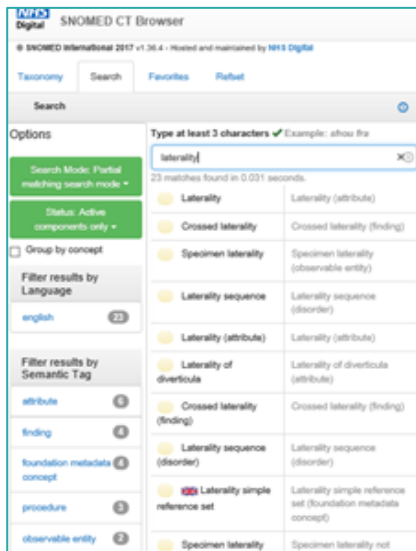 NHS
Digital SNOMED CT Browser
© SNOMED International 2017 v1.36.4 - Hosted and maintained by NHS Digital
Taxonomy Search Favorites Refset
Search
Options
Search Mode: Partial
matching search mode
Status: Active
components only
Group by concept
Filter results by
Language
english 23
Filter results by
Semantic Tag
attribute 6
finding 4
foundation metadata 4
concept
procedure 3
observable entity 2
Type at least 3 characters ✔ Example: shou fra
laterality
23 matches found in 0.031 seconds.
Laterality Laterality (attribute)
Crossed laterality Crossed laterality (finding)
Specimen laterality Specimen laterality
(observable entity)
Laterality sequence Laterality sequence
(disorder)
Laterality (attribute) Laterality (attribute)
Laterality of Laterality of diverticula
diverticula (attribute)
Crossed laterality Crossed laterality (finding)
(finding)
Laterality sequence Laterality sequence
(disorder) (disorder)
Laterality simple Laterality simple reference
reference set set (foundation metadata
concept)
Specimen laterality Specimen laterality not